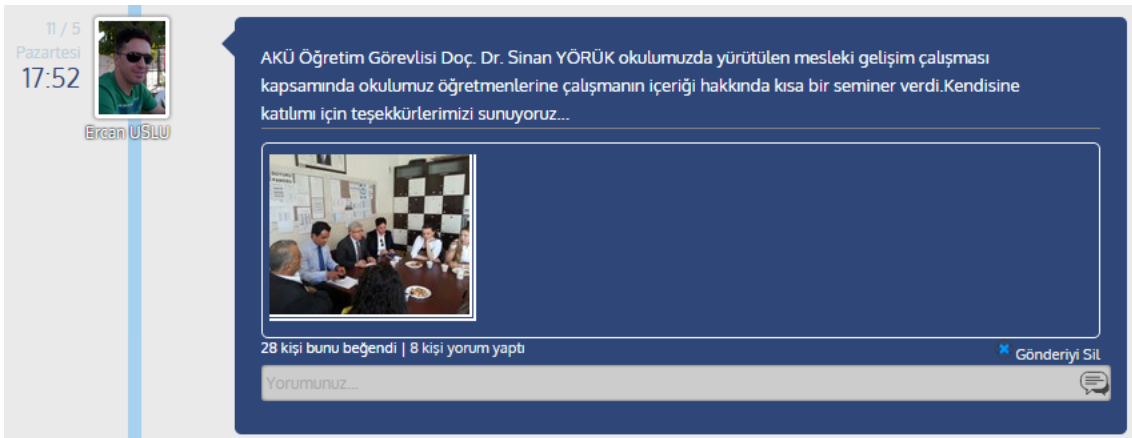 11 / 5
Pazartesi
17:52
Ercan USLU
AKÜ Öğretim Görevlisi Doç. Dr. Sinan YÖRÜK okulumuzda yürütülen mesleki gelişim çalışması
kapsamında okulumuz öğretmenlerine çalışmanın içeriği hakkında kısa bir seminer verdi.Kendisine
katılımı için teşekkürlerimizi sunuyoruz...
28 kişi bunu beğendi | 8 kişi yorum yaptı
Gönderiyi Sil
Yorumunuz...